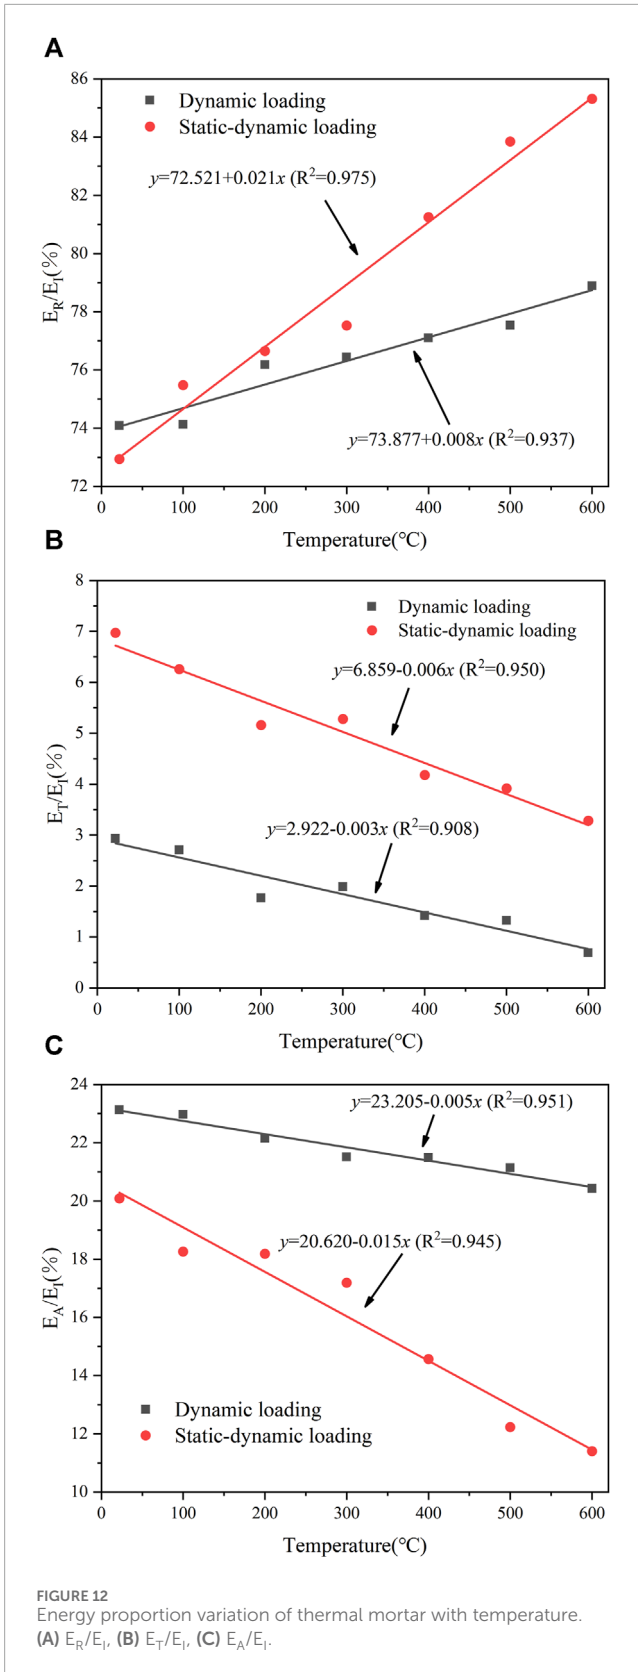 A
86
84
82
80
78
76
74
72
E_R/E_I(%)
Dynamic loading
Static-dynamic loading
y=72.521+0.021x (R²=0.975)
y=73.877+0.008x (R²=0.937)
100 200 300 400 500 600
Temperature(°C)
B
8
7
6
5
4
3
2
1
0
E_T/E_I(%)
Dynamic loading
Static-dynamic loading
y=6.859-0.006x (R²=0.950)
y=2.922-0.003x (R²=0.908)
0 100 200 300 400 500 600
Temperature(°C)
C
24
22
20
18
16
14
12
10
E_A/E_I(%)
y=23.205-0.005x (R²=0.951)
y=20.620-0.015x (R²=0.945)
Dynamic loading
Static-dynamic loading
0 100 200 300 400 500 600
Temperature(°C)
FIGURE 12
Energy proportion variation of thermal mortar with temperature.
(A) E_R/E_I, (B) E_T/E_I, (C) E_A/E_I.